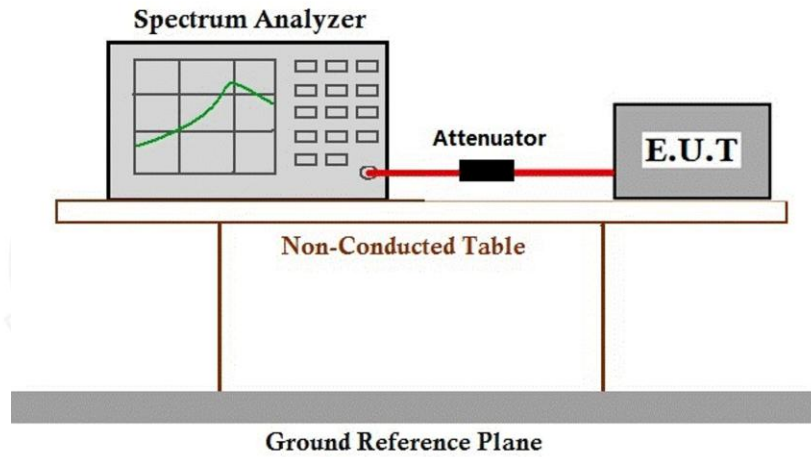 Spectrum Analyzer
Attenuator
E.U.T
Non-Conducted Table
Ground Reference Plane